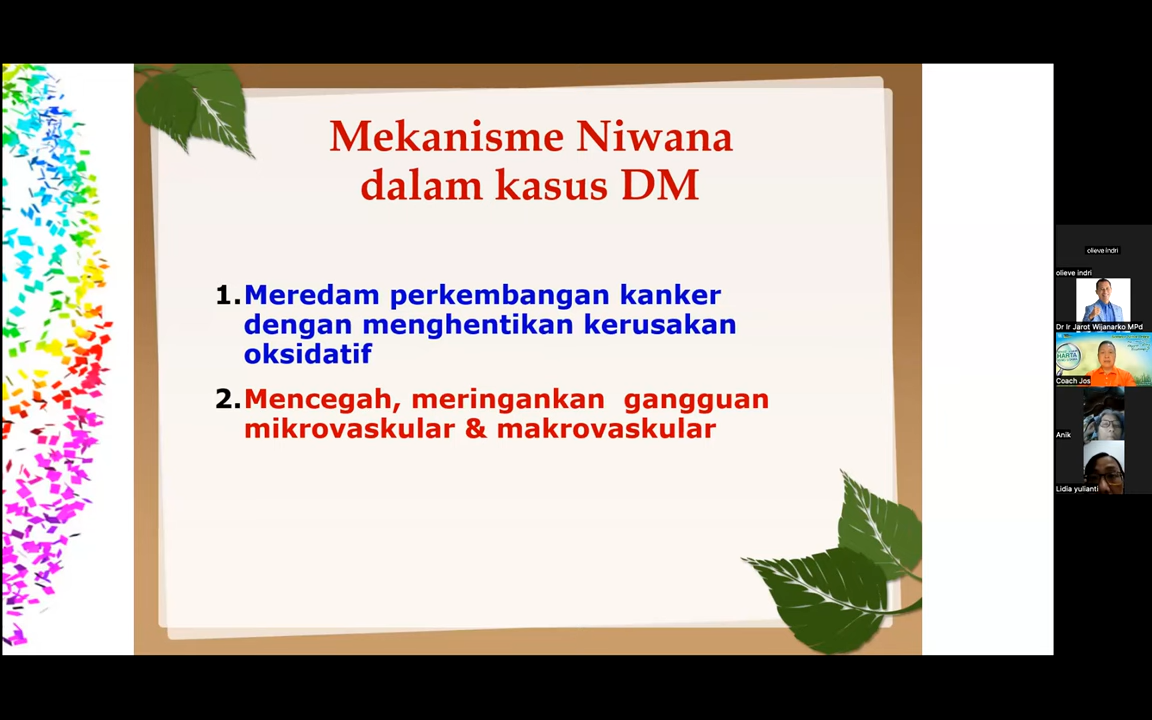 Mekanisme Niwana
dalam kasus DM
1.Meredam perkembangan kanker
dengan menghentikan kerusakan
oksidatif
2.Mencegah, meringankan gangguan
mikrovaskular & makrovaskular
olieve indri
olieve indri
Dr Ir Jarot Wijanarko MPd
HARTA
Coach Jos
Anik
Lidia yulianti